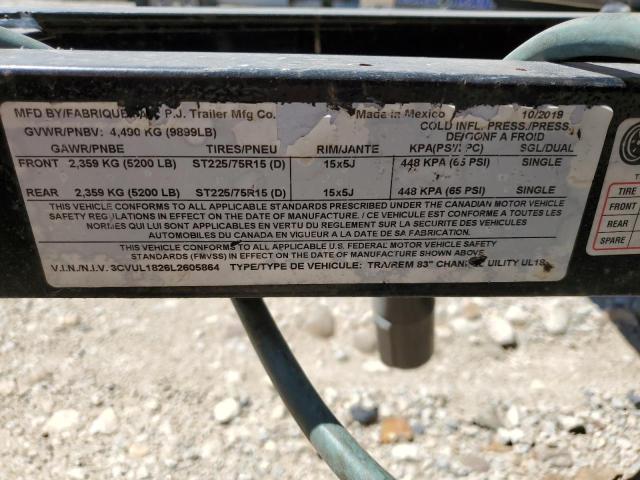 MFD BY/FABRIQUE P.J. Trailer Mfg Co. Made in Mexico 10/2019
GVWR/PNBV: 4,490 KG (9899LB) COLD INFL. PRESS./PRESS.
A FROID
GAWR/PNBE TIRES/PNEU RIM/JANTE KPA(PSI/LPC) SGL/DUAL
FRONT 2,359 KG (5200 LB) ST225/75R15 (D) 15x5J 448 KPA (65 PSI) SINGLE
REAR 2,359 KG (5200 LB) ST225/75R15 (D) 15x5J 448 KPA (65 PSI) SINGLE
THIS VEHICLE CONFORMS TO ALL APPLICABLE STANDARDS PRESCRIBED UNDER THE CANADIAN MOTOR VEHICLE
SAFETY REGULATIONS IN EFFECT ON THE DATE OF MANUFACTURE. / CE VEHICULE EST CONFORME A TOUTES LES
NORMES QUI LUI SONT APPLICABLES EN VERTU DU REGLEMENT SUR LA SECURITE DES VEHICULES
AUTOMOBILES DU CANADA EN VIGUEUR A LA DATE DE SA FABRICATION.
THIS VEHICLE CONFORMS TO ALL APPLICABLE U.S. FEDERAL MOTOR VEHICLE SAFETY
STANDARDS (FMVSS) IN EFFECT ON THE DATE OF MANUFACTURE SHOWN ABOVE
V.I.N./N.I.V. 3CVUL1826L2605864 TYPE/TYPE DE VEHICULE: TRA/REM 83" UTILITY UL18
TIRE
FRONT
REAR
SPARE